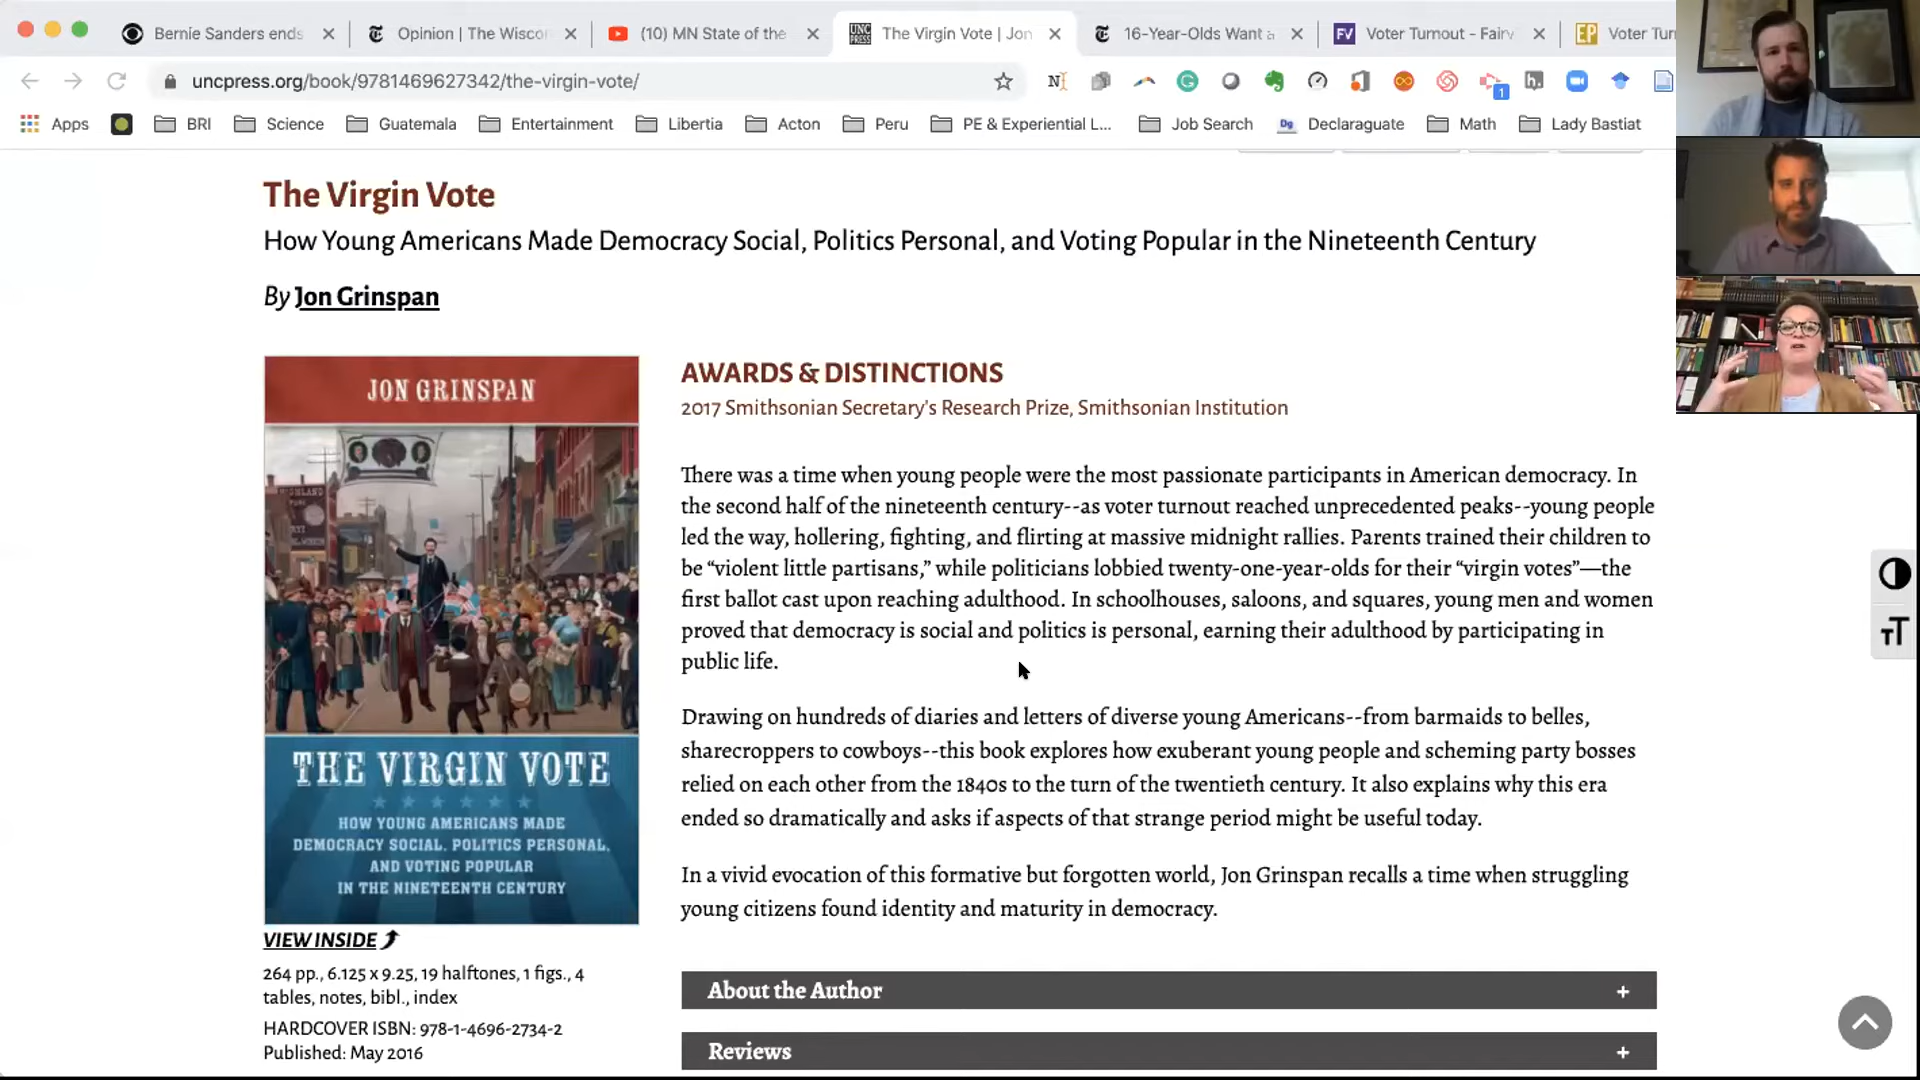 Bernie Sanders ends
Opinion | The Wiscon
(10) MN State of the
The Virgin Vote | Jon
16-Year-Olds Want a
FV
Voter Turnout - Fairv
EP
Voter Tur
uncpress.org/book/9781469627342/the-virgin-vote/
1
Apps
BRI
Science
Guatemala
Entertainment
Libertia
Acton
Peru
PE & Experiential L...
Job Search
Dg
Declaraguate
Math
Lady Bastiat
The Virgin Vote
How Young Americans Made Democracy Social, Politics Personal, and Voting Popular in the Nineteenth Century
By Jon Grinspan
JON GRINSPAN
THE VIRGIN VOTE
HOW YOUNG AMERICANS MADE
DEMOCRACY SOCIAL, POLITICS PERSONAL,
AND VOTING POPULAR
IN THE NINETEENTH CENTURY
VIEW INSIDE
264 pp., 6.125 x 9.25, 19 halftones, 1 figs., 4
tables, notes, bibl., index
HARDCOVER ISBN: 978-1-4696-2734-2
Published: May 2016
AWARDS & DISTINCTIONS
2017 Smithsonian Secretary's Research Prize, Smithsonian Institution
There was a time when young people were the most passionate participants in American democracy. In
the second half of the nineteenth century--as voter turnout reached unprecedented peaks--young people
led the way, hollering, fighting, and flirting at massive midnight rallies. Parents trained their children to
be “violent little partisans,” while politicians lobbied twenty-one-year-olds for their “virgin votes”—the
first ballot cast upon reaching adulthood. In schoolhouses, saloons, and squares, young men and women
proved that democracy is social and politics is personal, earning their adulthood by participating in
public life.
Drawing on hundreds of diaries and letters of diverse young Americans--from barmaids to belles,
sharecroppers to cowboys--this book explores how exuberant young people and scheming party bosses
relied on each other from the 1840s to the turn of the twentieth century. It also explains why this era
ended so dramatically and asks if aspects of that strange period might be useful today.
In a vivid evocation of this formative but forgotten world, Jon Grinspan recalls a time when struggling
young citizens found identity and maturity in democracy.
About the Author +
Reviews +